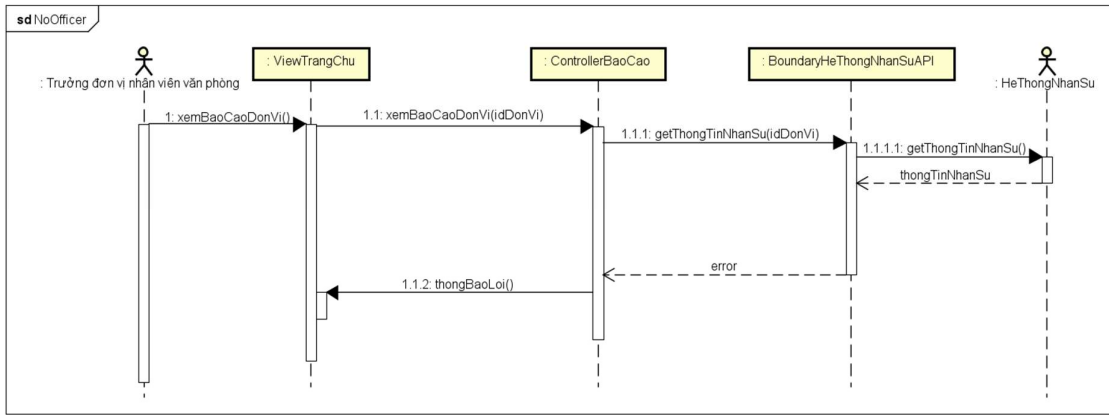 sd NoOfficer
: Trưởng đơn vị nhân viên văn phòng
: ViewTrangChu
: ControllerBaoCao
: BoundaryHeThongNhanSuAPI
: HeThongNhanSu
1: xemBaoCaoDonVi()
1.1: xemBaoCaoDonVi(idDonVi)
1.1.1: getThongTinNhanSu(idDonVi)
1.1.1.1: getThongTinNhanSu()
thongTinNhanSu
error
1.1.2: thongBaoLoi()